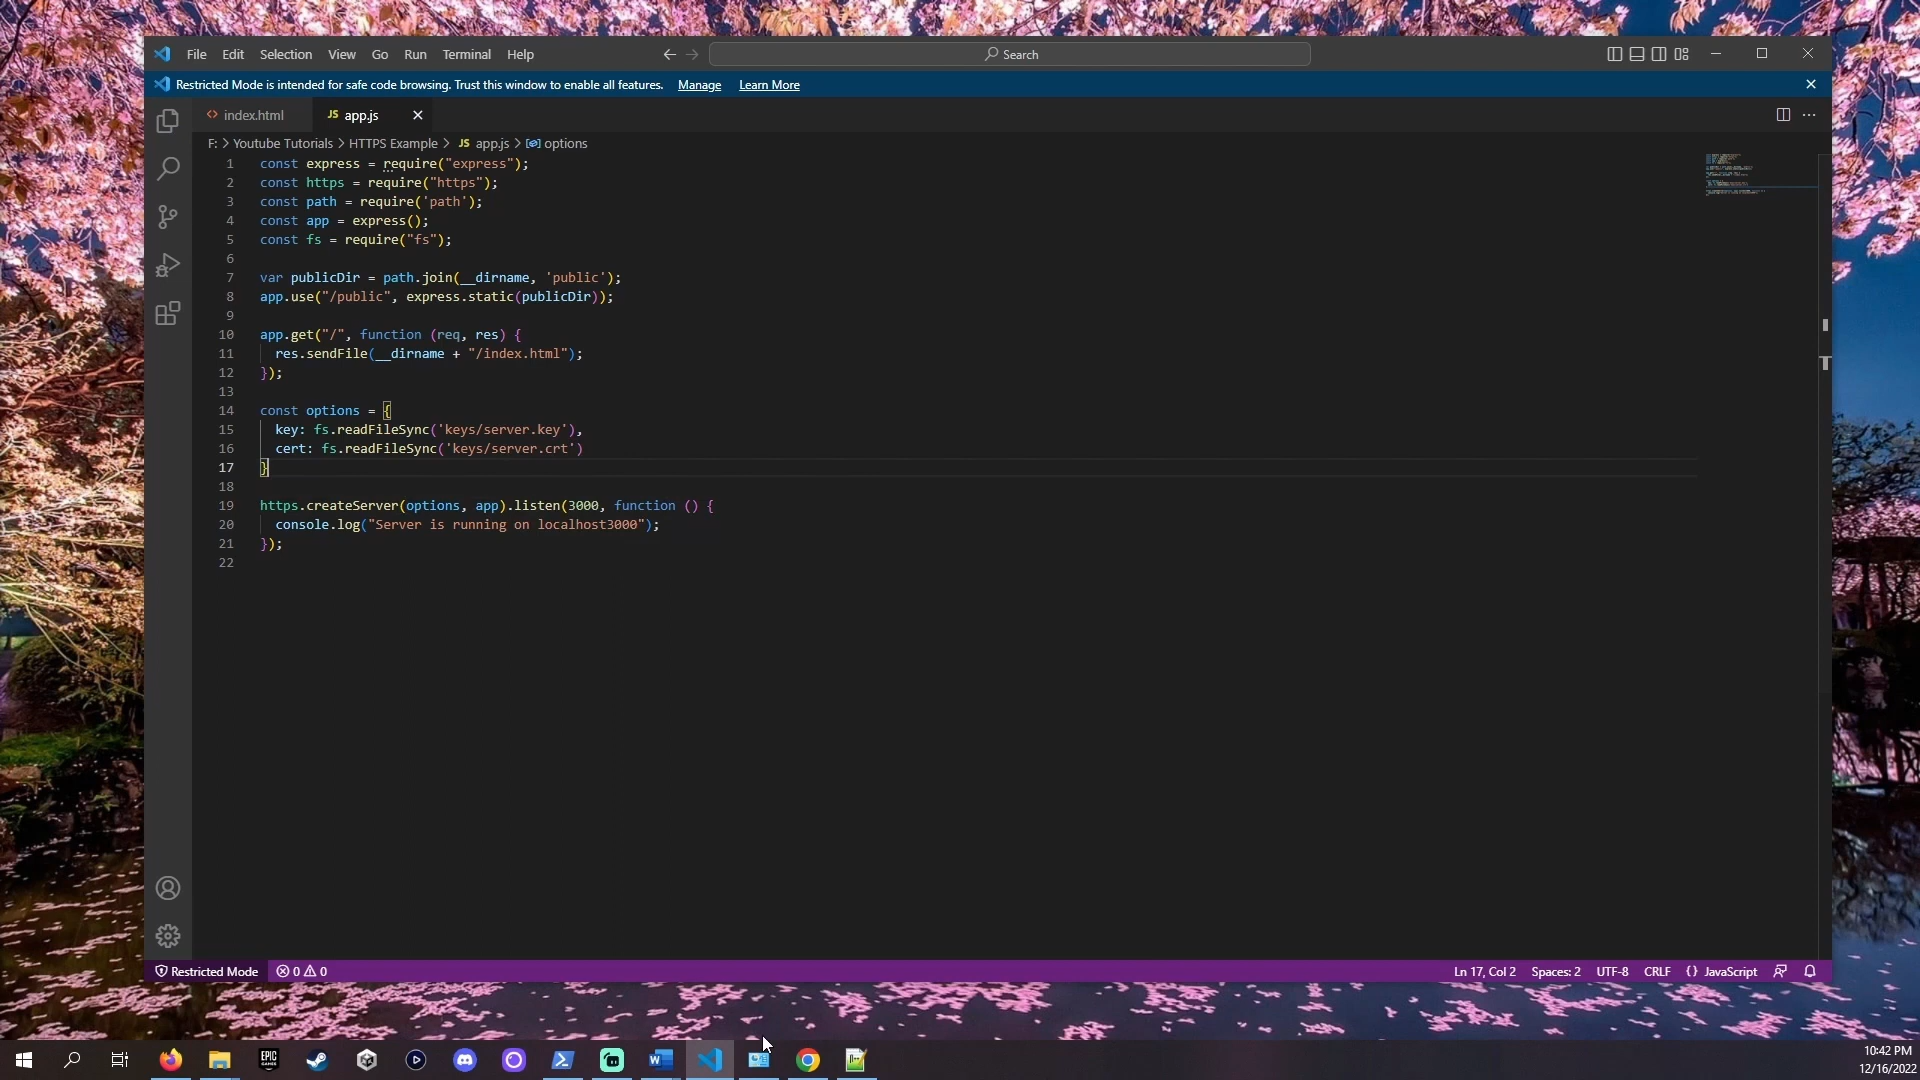 File Edit Selection View Go Run Terminal Help
Search
Restricted Mode is intended for safe code browsing. Trust this window to enable all features. Manage Learn More
index.html
JS app.js
F: > Youtube Tutorials > HTTPS Example > JS app.js > options
1 const express = require("express");
2 const https = require("https");
3 const path = require('path');
4 const app = express();
5 const fs = require("fs");
6
7 var publicDir = path.join(__dirname, 'public');
8 app.use("/public", express.static(publicDir));
9
10 app.get("/", function (req, res) {
11 res.sendFile(__dirname + "/index.html");
12 });
13
14 const options = {
15 key: fs.readFileSync('keys/server.key'),
16 cert: fs.readFileSync('keys/server.crt')
17 }
18
19 https.createServer(options, app).listen(3000, function () {
20 console.log("Server is running on localhost3000");
21 });
22
Restricted Mode 0 0 Ln 17, Col 2 Spaces: 2 UTF-8 CRLF {} JavaScript
EPIC GAMES
W
10:42 PM
12/16/2022